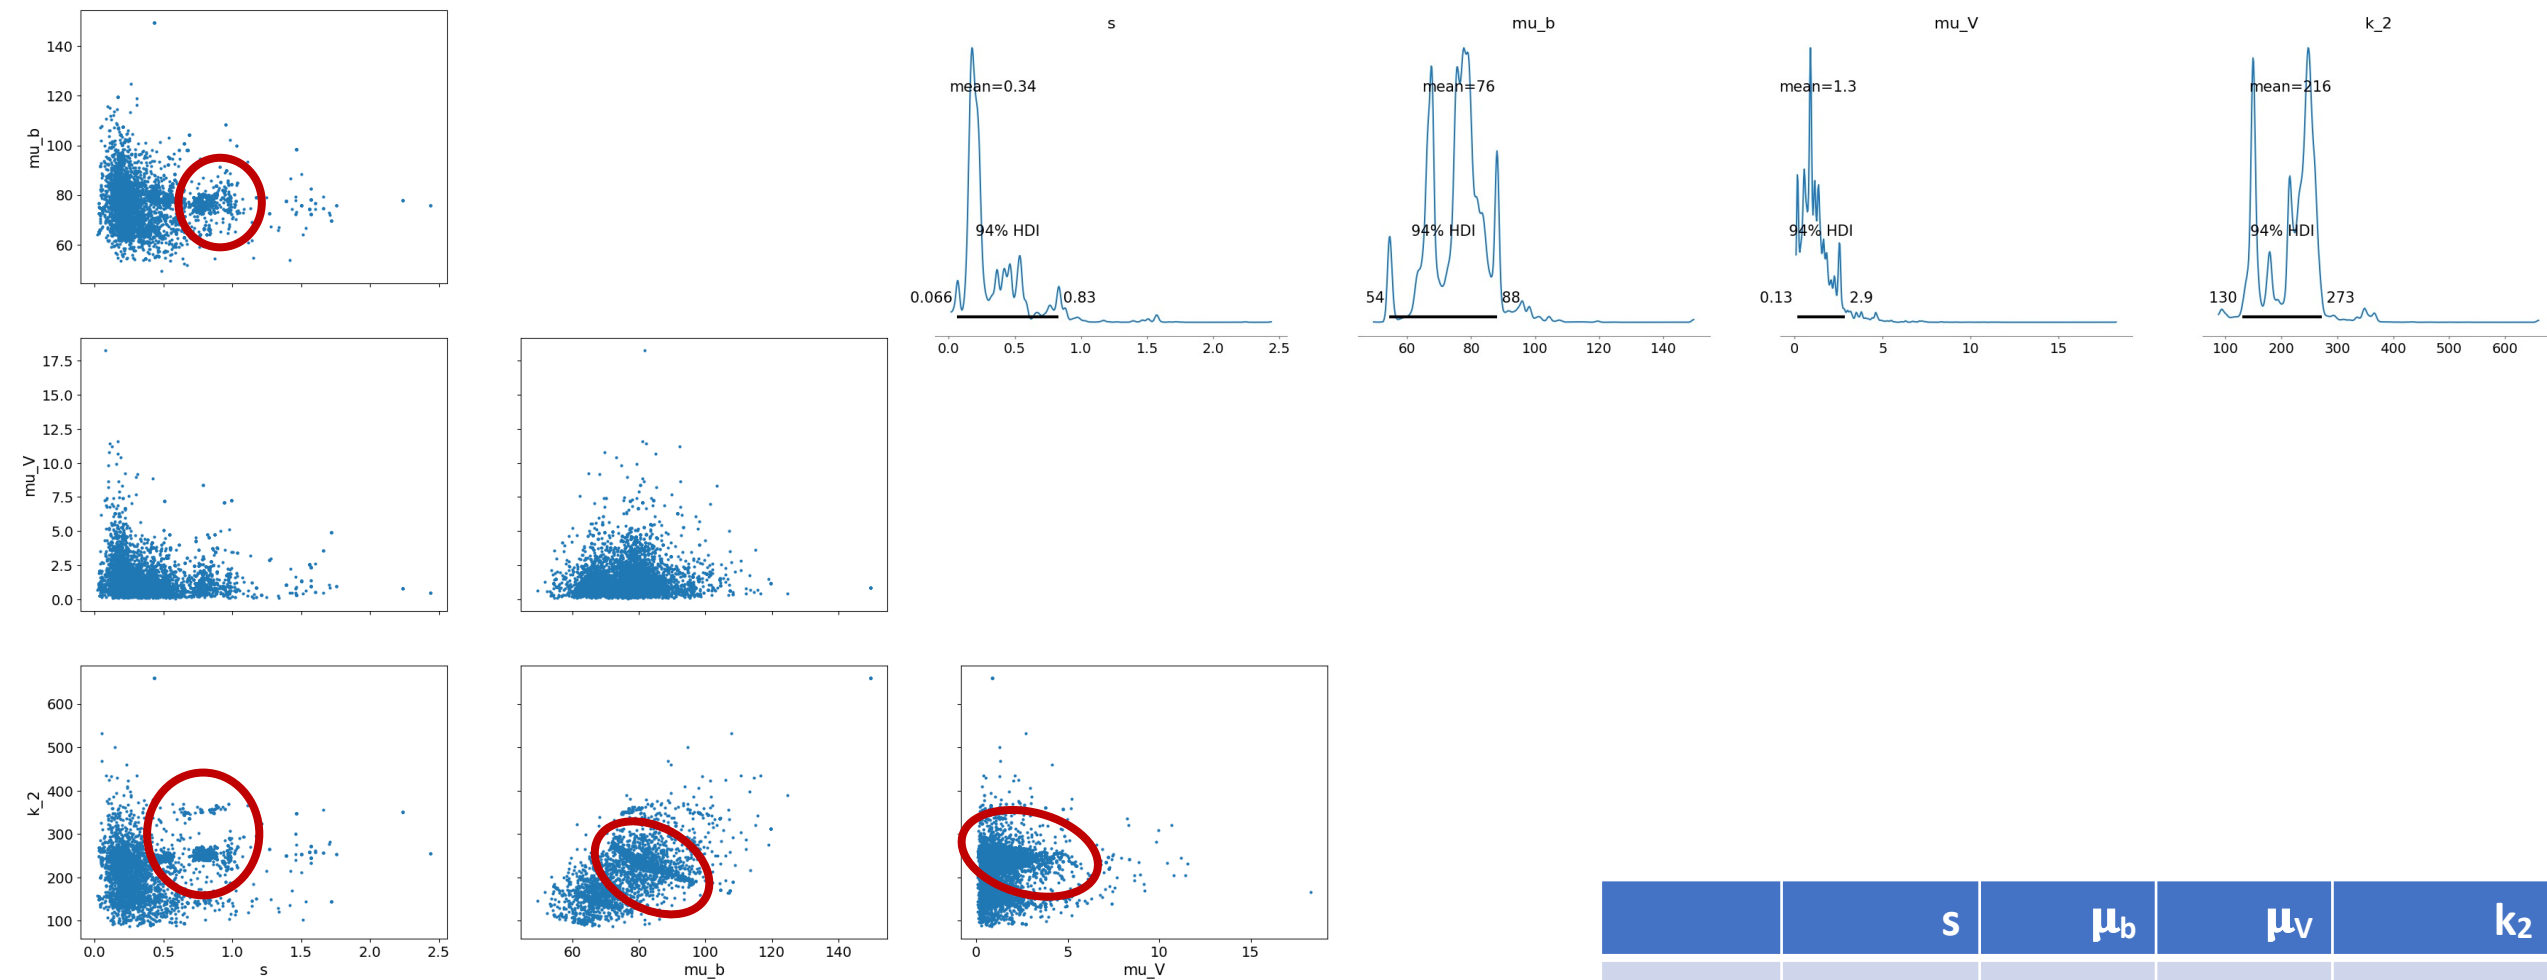 mu_b
140
120
100
80
60
s
mean=0.34
94% HDI
0.066
0.83
0.0 0.5 1.0 1.5 2.0 2.5
mu_b
mean=76
94% HDI
54
88
60 80 100 120 140
mu_V
mean=1.3
94% HDI
0.13
2.9
0 5 10 15
k_2
mean=216
94% HDI
130
273
100 200 300 400 500 600
mu_V
17.5
15.0
12.5
10.0
7.5
5.0
2.5
0.0
k_2
600
500
400
300
200
100
0.0 0.5 1.0 1.5 2.0 2.5
s
60 80 100 120 140
mu_b
0 5 10 15
mu_V
s μb μV k2